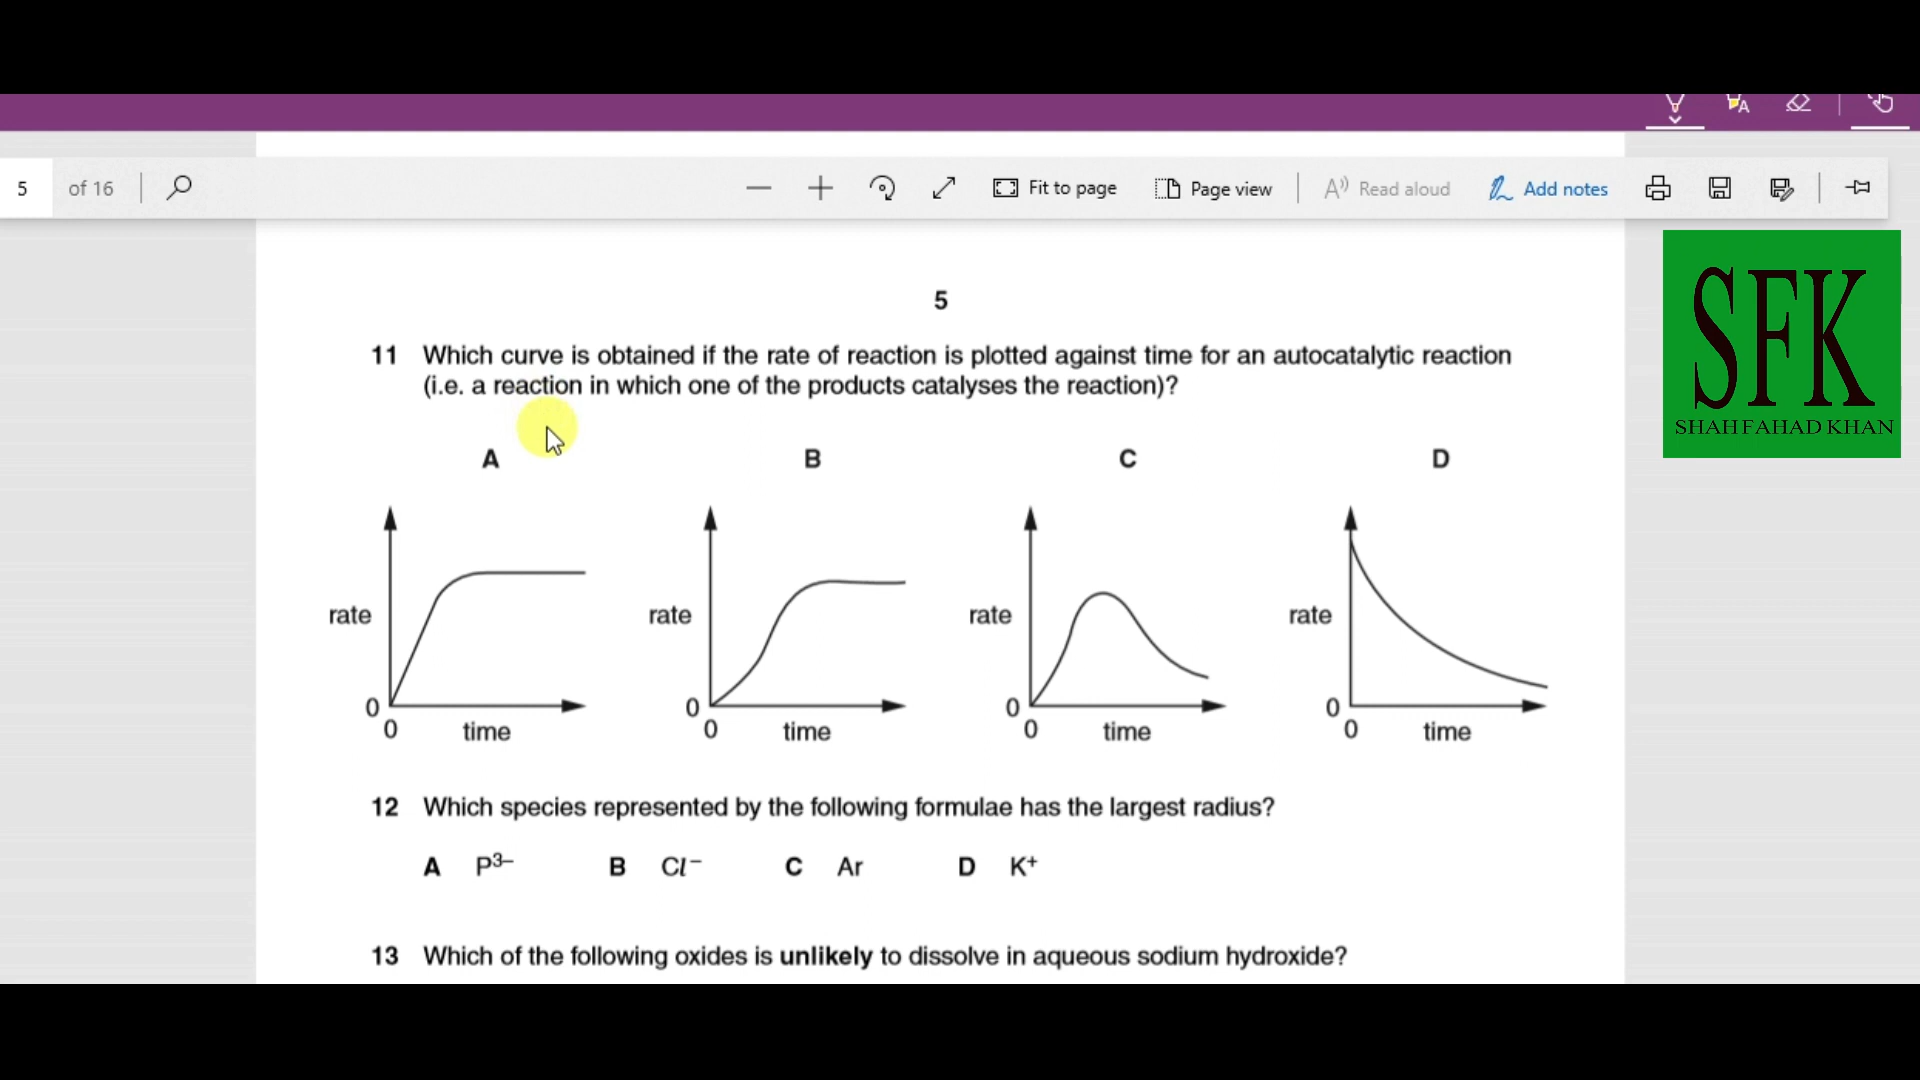 5 of 16 Fit to page Page view Read aloud Add notes
SFK
SHAH FAHAD KHAN
5
11 Which curve is obtained if the rate of reaction is plotted against time for an autocatalytic reaction
(i.e. a reaction in which one of the products catalyses the reaction)?
A B C D
rate rate rate rate
0 0 0 0
0 time 0 time 0 time 0 time
12 Which species represented by the following formulae has the largest radius?
A P³⁻ B Cl⁻ C Ar D K⁺
13 Which of the following oxides is unlikely to dissolve in aqueous sodium hydroxide?